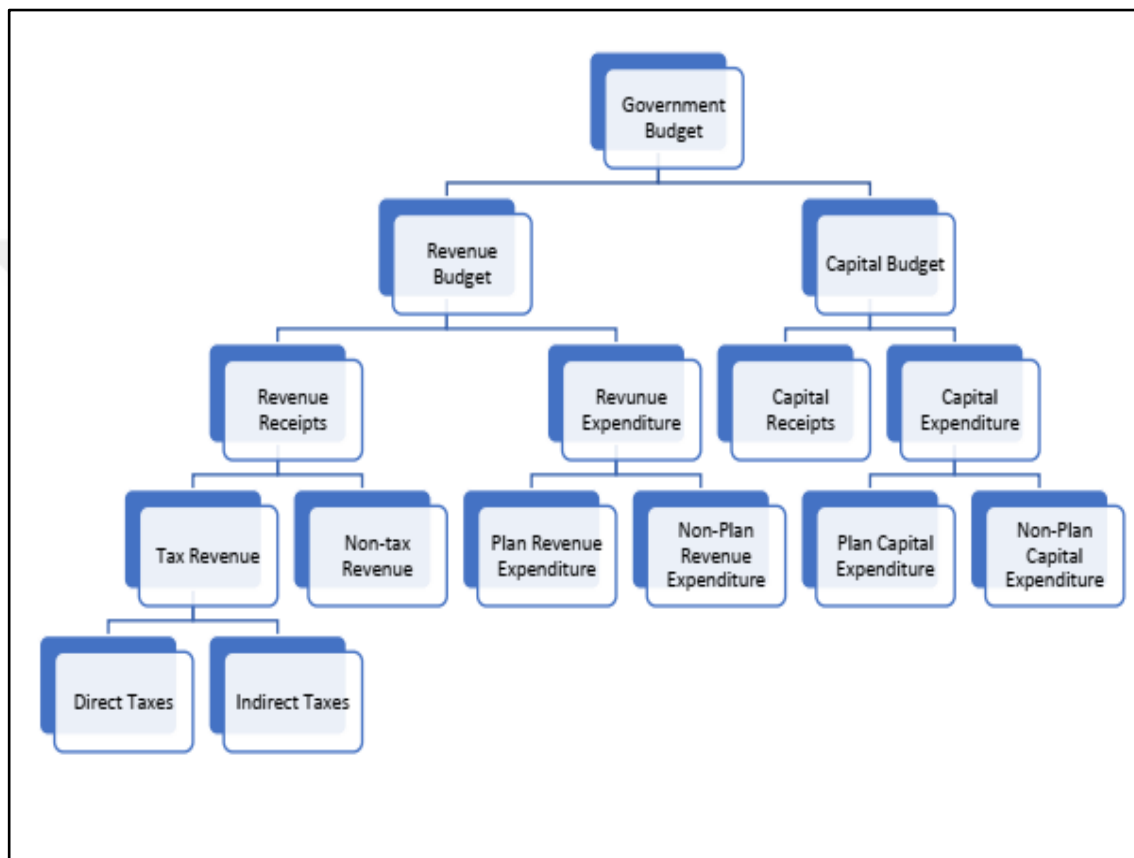 Government
Budget
Revenue
Budget
Capital Budget
Revenue
Receipts
Revunue
Expenditure
Capital
Receipts
Capital
Expenditure
Tax Revenue
Non-tax
Revenue
Plan Revenue
Expenditure
Non-Plan
Revenue
Expenditure
Plan Capital
Expenditure
Non-Plan
Capital
Expenditure
Direct Taxes
Indirect Taxes